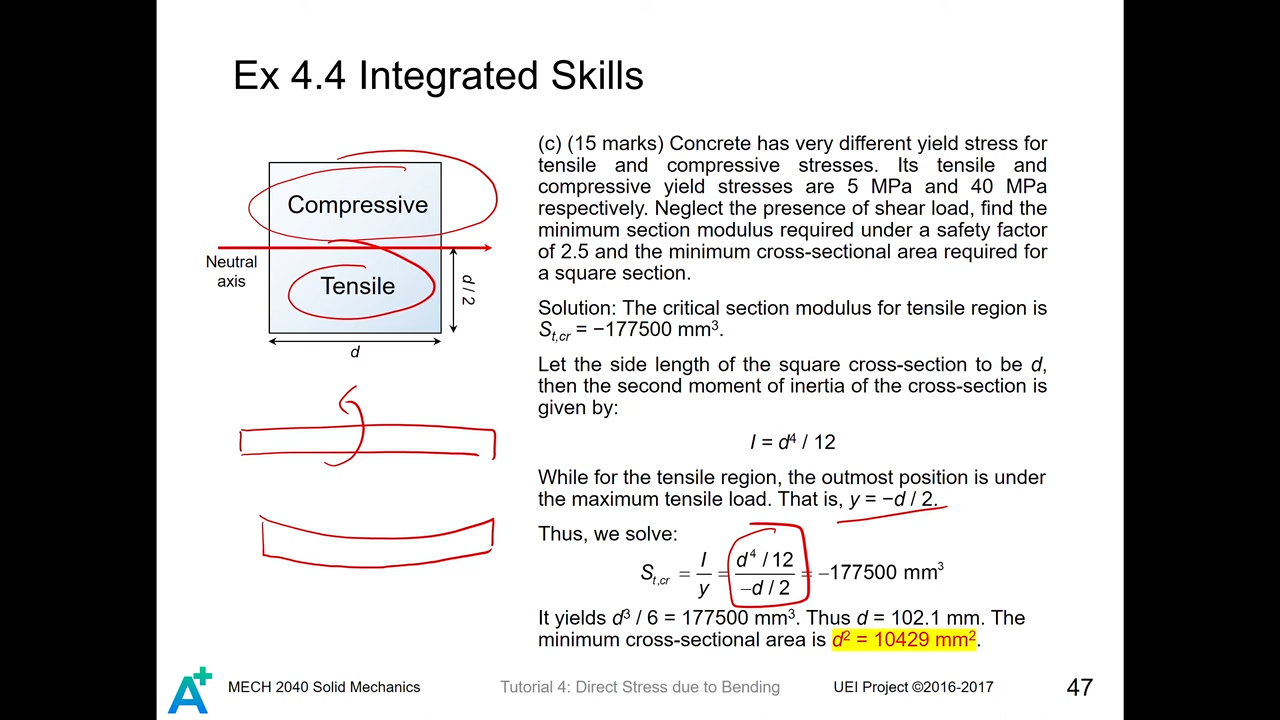 Ex 4.4 Integrated Skills
Compressive
Neutral
axis
Tensile
d / 2
d
(c) (15 marks) Concrete has very different yield stress for
tensile and compressive stresses. Its tensile and
compressive yield stresses are 5 MPa and 40 MPa
respectively. Neglect the presence of shear load, find the
minimum section modulus required under a safety factor
of 2.5 and the minimum cross-sectional area required for
a square section.
Solution: The critical section modulus for tensile region is
St,cr = −177500 mm³.
Let the side length of the square cross-section to be d,
then the second moment of inertia of the cross-section is
given by:
I = d⁴ / 12
While for the tensile region, the outmost position is under
the maximum tensile load. That is, y = −d / 2.
Thus, we solve:
St,cr = I / y = (d⁴ / 12) / (−d / 2) = −177500 mm³
It yields d³ / 6 = 177500 mm³. Thus d = 102.1 mm. The
minimum cross-sectional area is d² = 10429 mm².
A+
MECH 2040 Solid Mechanics
Tutorial 4: Direct Stress due to Bending
UEI Project ©2016-2017
47